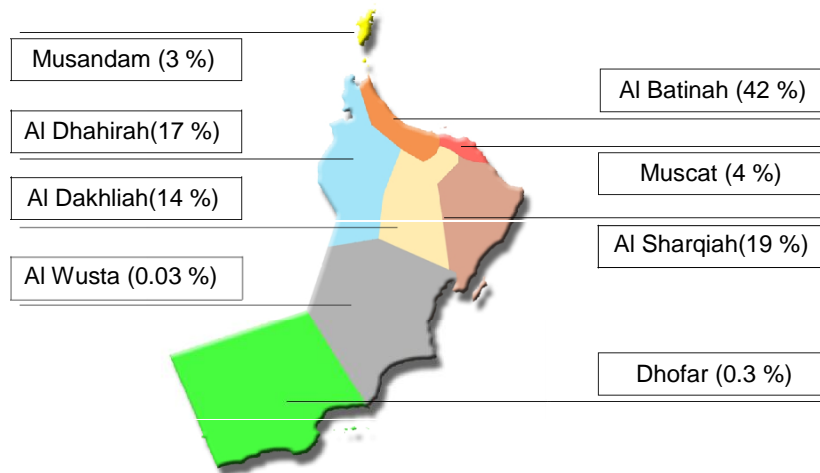 Musandam (3 %)
Al Dhahirah(17 %)
Al Dakhliah(14 %)
Al Wusta (0.03 %)
Al Batinah (42 %)
Muscat (4 %)
Al Sharqiah(19 %)
Dhofar (0.3 %)